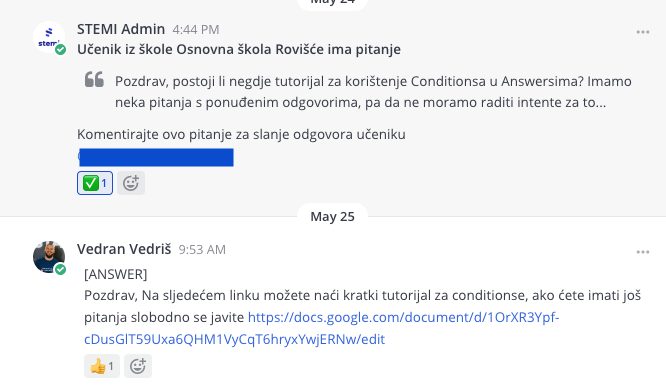 May 24
STEMI Admin 4:44 PM
stemi
Učenik iz škole Osnovna škola Rovišće ima pitanje
Pozdrav, postoji li negdje tutorijal za korištenje Conditionsa u Answersima? Imamo
neka pitanja s ponuđenim odgovorima, pa da ne moramo raditi intente za to...
Komentirajte ovo pitanje za slanje odgovora učeniku
1
May 25
Vedran Vedriš 9:53 AM
[ANSWER]
Pozdrav, Na sljedećem linku možete naći kratki tutorijal za conditionse, ako ćete imati još
pitanja slobodno se javite https://docs.google.com/document/d/1OrXR3Ypf-
cDusGlT59Uxa6QHM1VyCqT6hryxYwjERNw/edit
1